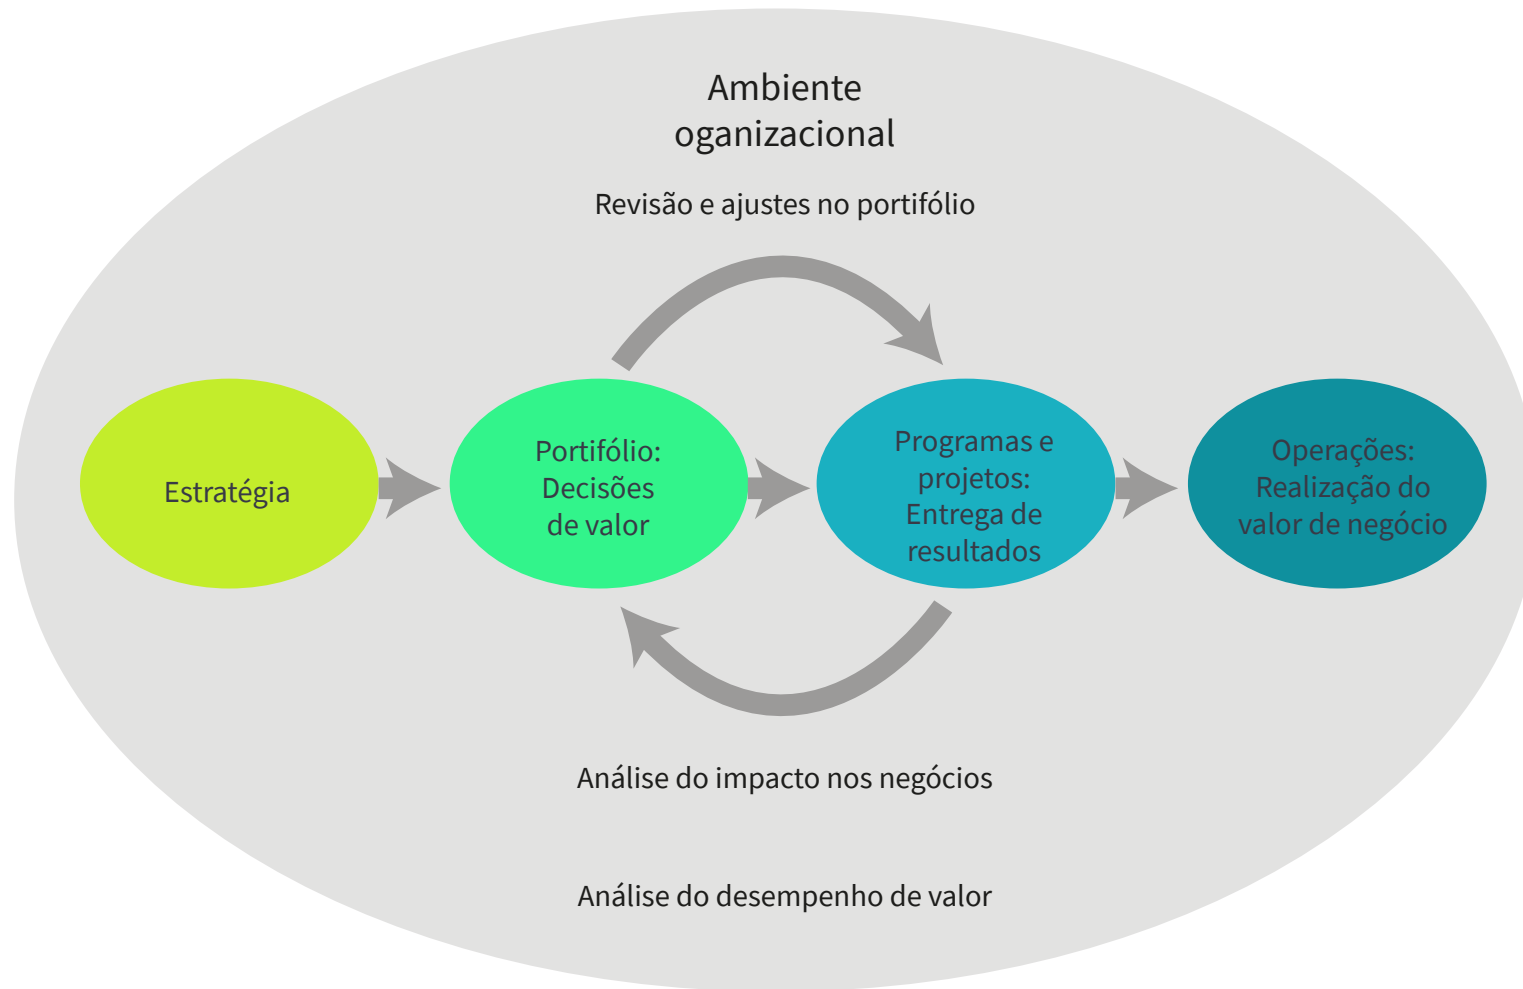 Ambiente
oganizacional
Revisão e ajustes no portifólio
Estratégia
Portifólio:
Decisões
de valor
Programas e
projetos:
Entrega de
resultados
Operações:
Realização do
valor de negócio
Análise do impacto nos negócios
Análise do desempenho de valor